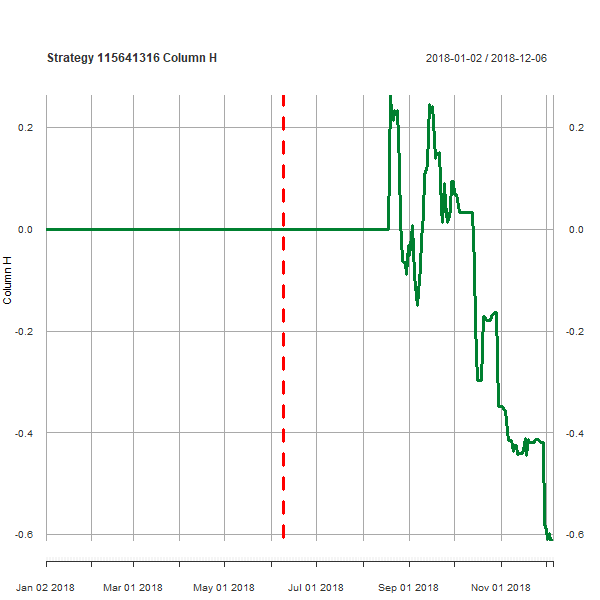 Strategy 115641316 Column H 2018-01-02 / 2018-12-06
0.2 0.2
0.0 0.0
Column H
-0.2 -0.2
-0.4 -0.4
-0.6 -0.6
Jan 02 2018 Mar 01 2018 May 01 2018 Jul 01 2018 Sep 01 2018 Nov 01 2018